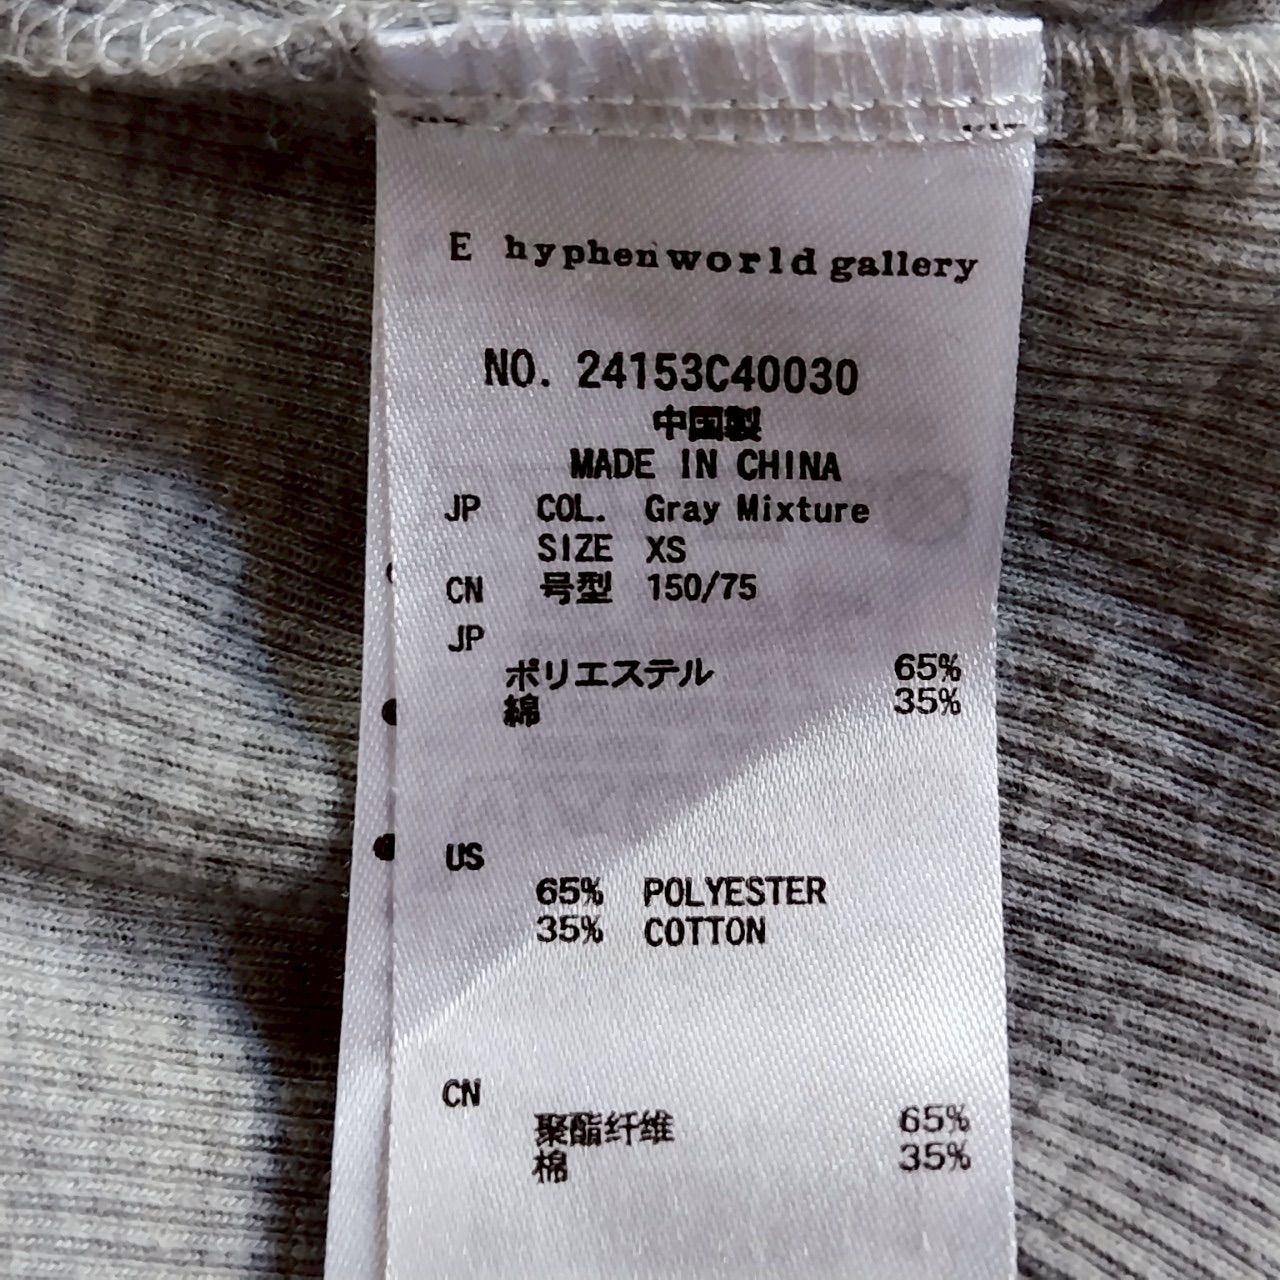 E hyphen world gallery
NO. 24153C40030
中国製
MADE IN CHINA
JP COL. Gray Mixture
SIZE XS
CN 号型 150/75
JP
ポリエステル 65%
綿 35%
US
65% POLYESTER
35% COTTON
CN
聚酯纤维 65%
棉 35%